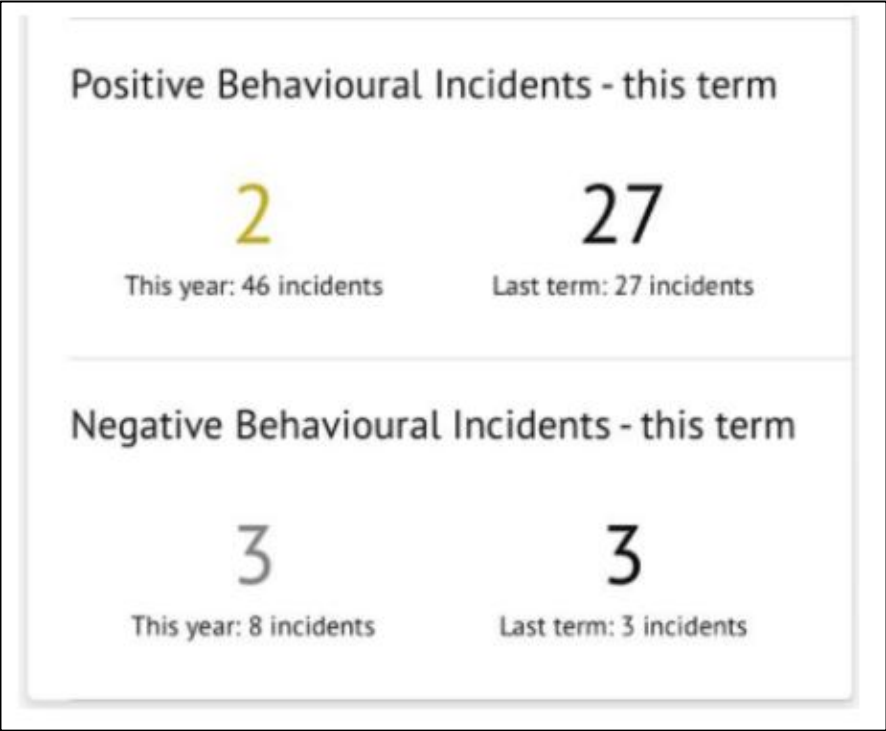 Positive Behavioural Incidents - this term
2 27
This year: 46 incidents Last term: 27 incidents
Negative Behavioural Incidents - this term
3 3
This year: 8 incidents Last term: 3 incidents